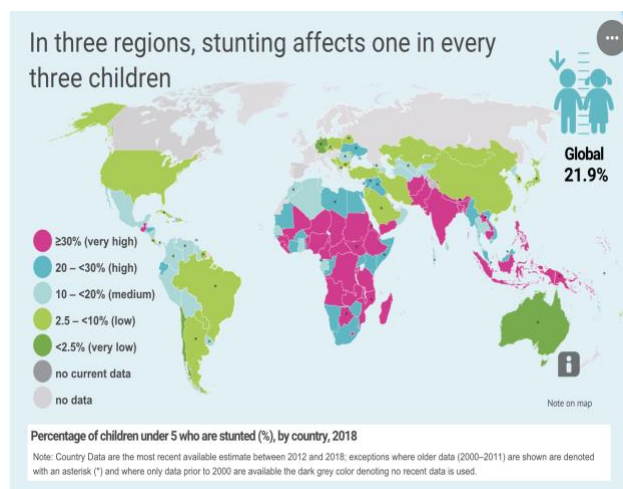 In three regions, stunting affects one in every
three children
Global
21.9%
≥30% (very high)
20 – <30% (high)
10 – <20% (medium)
2.5 – <10% (low)
<2.5% (very low)
no current data
no data
Note on map
Percentage of children under 5 who are stunted (%), by country, 2018
Note: Country Data are the most recent available estimate between 2012 and 2018; exceptions where older data (2000–2011) are shown are denoted
with an asterisk (*) and where only data prior to 2000 are available the dark grey color denoting no recent data is used.